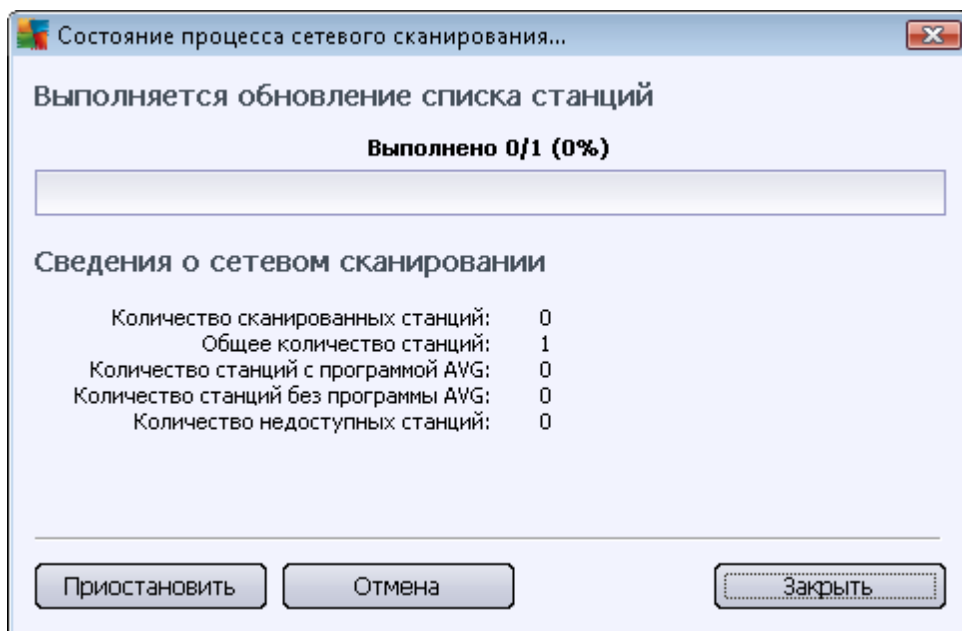 Состояние процесса сетевого сканирования...
Выполняется обновление списка станций
Выполнено 0/1 (0%)
Сведения о сетевом сканировании
Количество сканированных станций: 0
Общее количество станций: 1
Количество станций с программой AVG: 0
Количество станций без программы AVG: 0
Количество недоступных станций: 0
Приостановить Отмена Закрыть